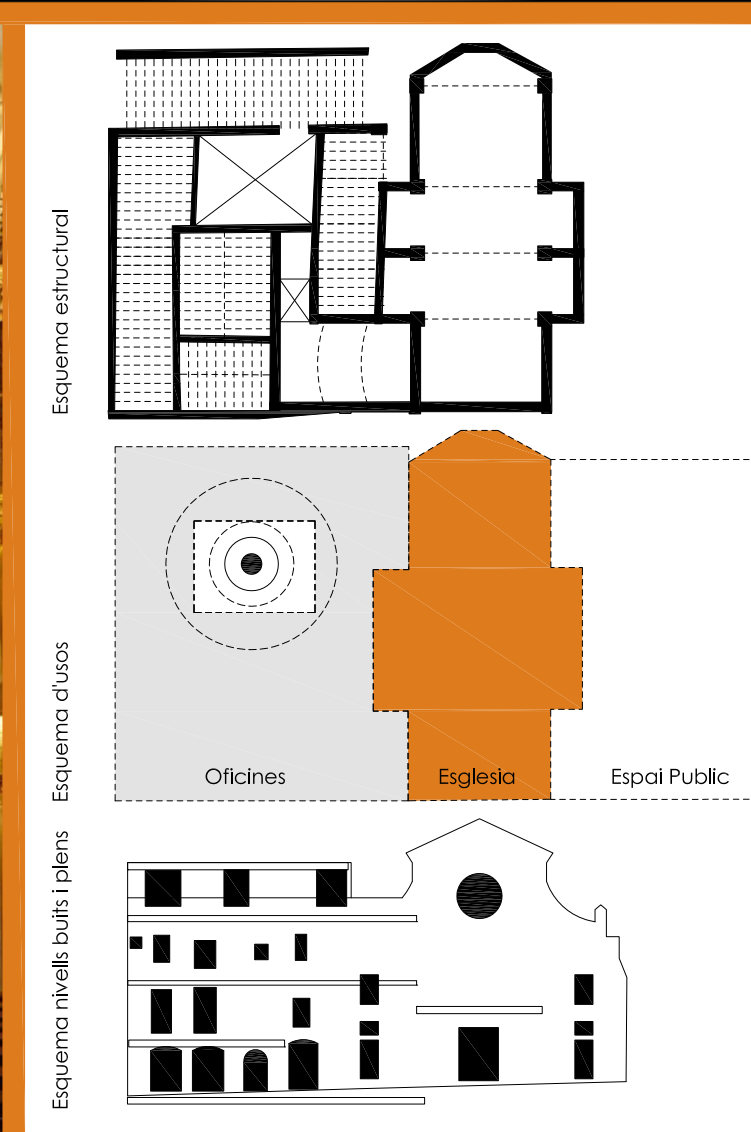 Esquema estructural
Esquema d'usos
Oficines
Esglesia
Espai Public
Esquema nivells buits i plens